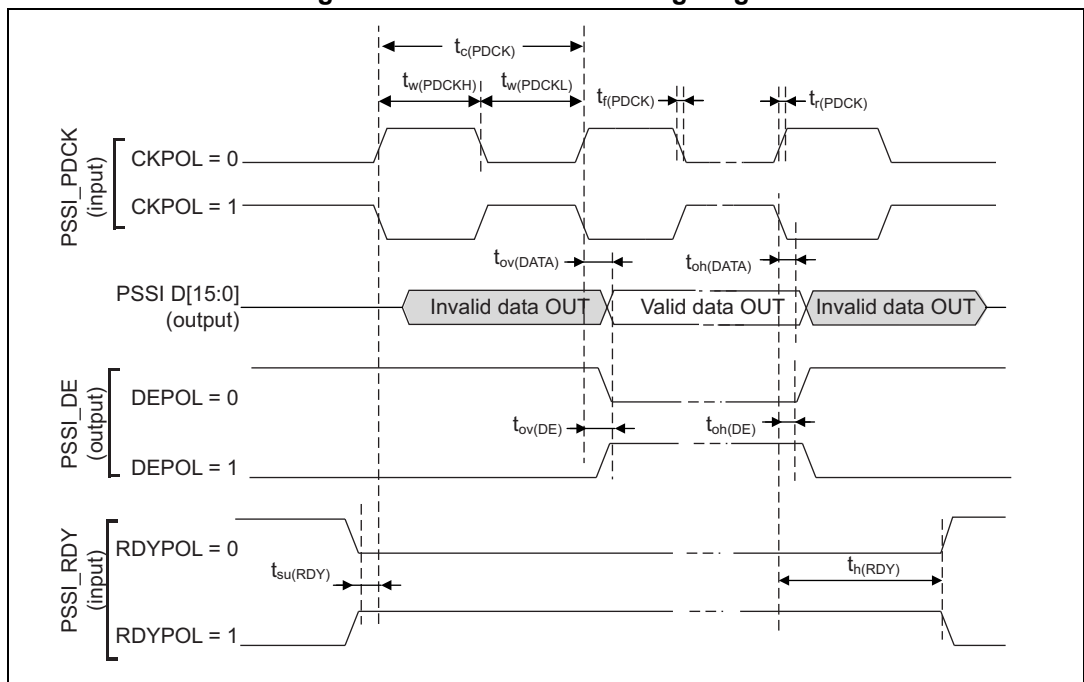 tc(PDCK)
tw(PDCKH) tw(PDCKL) tf(PDCK) tr(PDCK)
PSSI_PDCK
(input)
CKPOL = 0
CKPOL = 1
tov(DATA) toh(DATA)
PSSI D[15:0]
(output)
Invalid data OUT Valid data OUT Invalid data OUT
PSSI_DE
(output)
DEPOL = 0
tov(DE) toh(DE)
DEPOL = 1
PSSI_RDY
(input)
RDYPOL = 0
tsu(RDY) th(RDY)
RDYPOL = 1